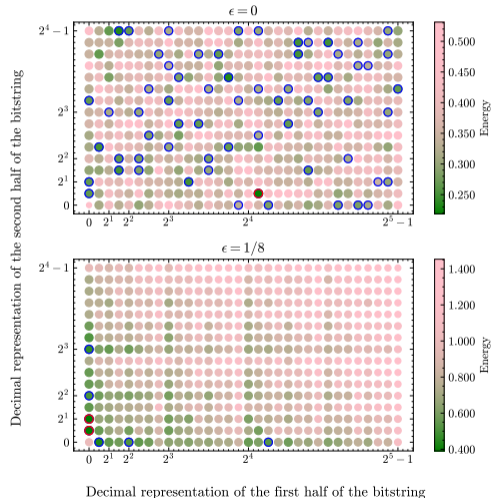 ϵ = 0
2⁴ − 1
2³
2²
2¹
0
0 2¹ 2² 2³ 2⁴ 2⁵ − 1
0.500
0.450
0.400
0.350
0.300
0.250
Energy
ϵ = 1/8
2⁴ − 1
2³
2²
2¹
0
0 2¹ 2² 2³ 2⁴ 2⁵ − 1
1.400
1.200
1.000
0.800
0.600
0.400
Energy
Decimal representation of the second half of the bitstring
Decimal representation of the first half of the bitstring